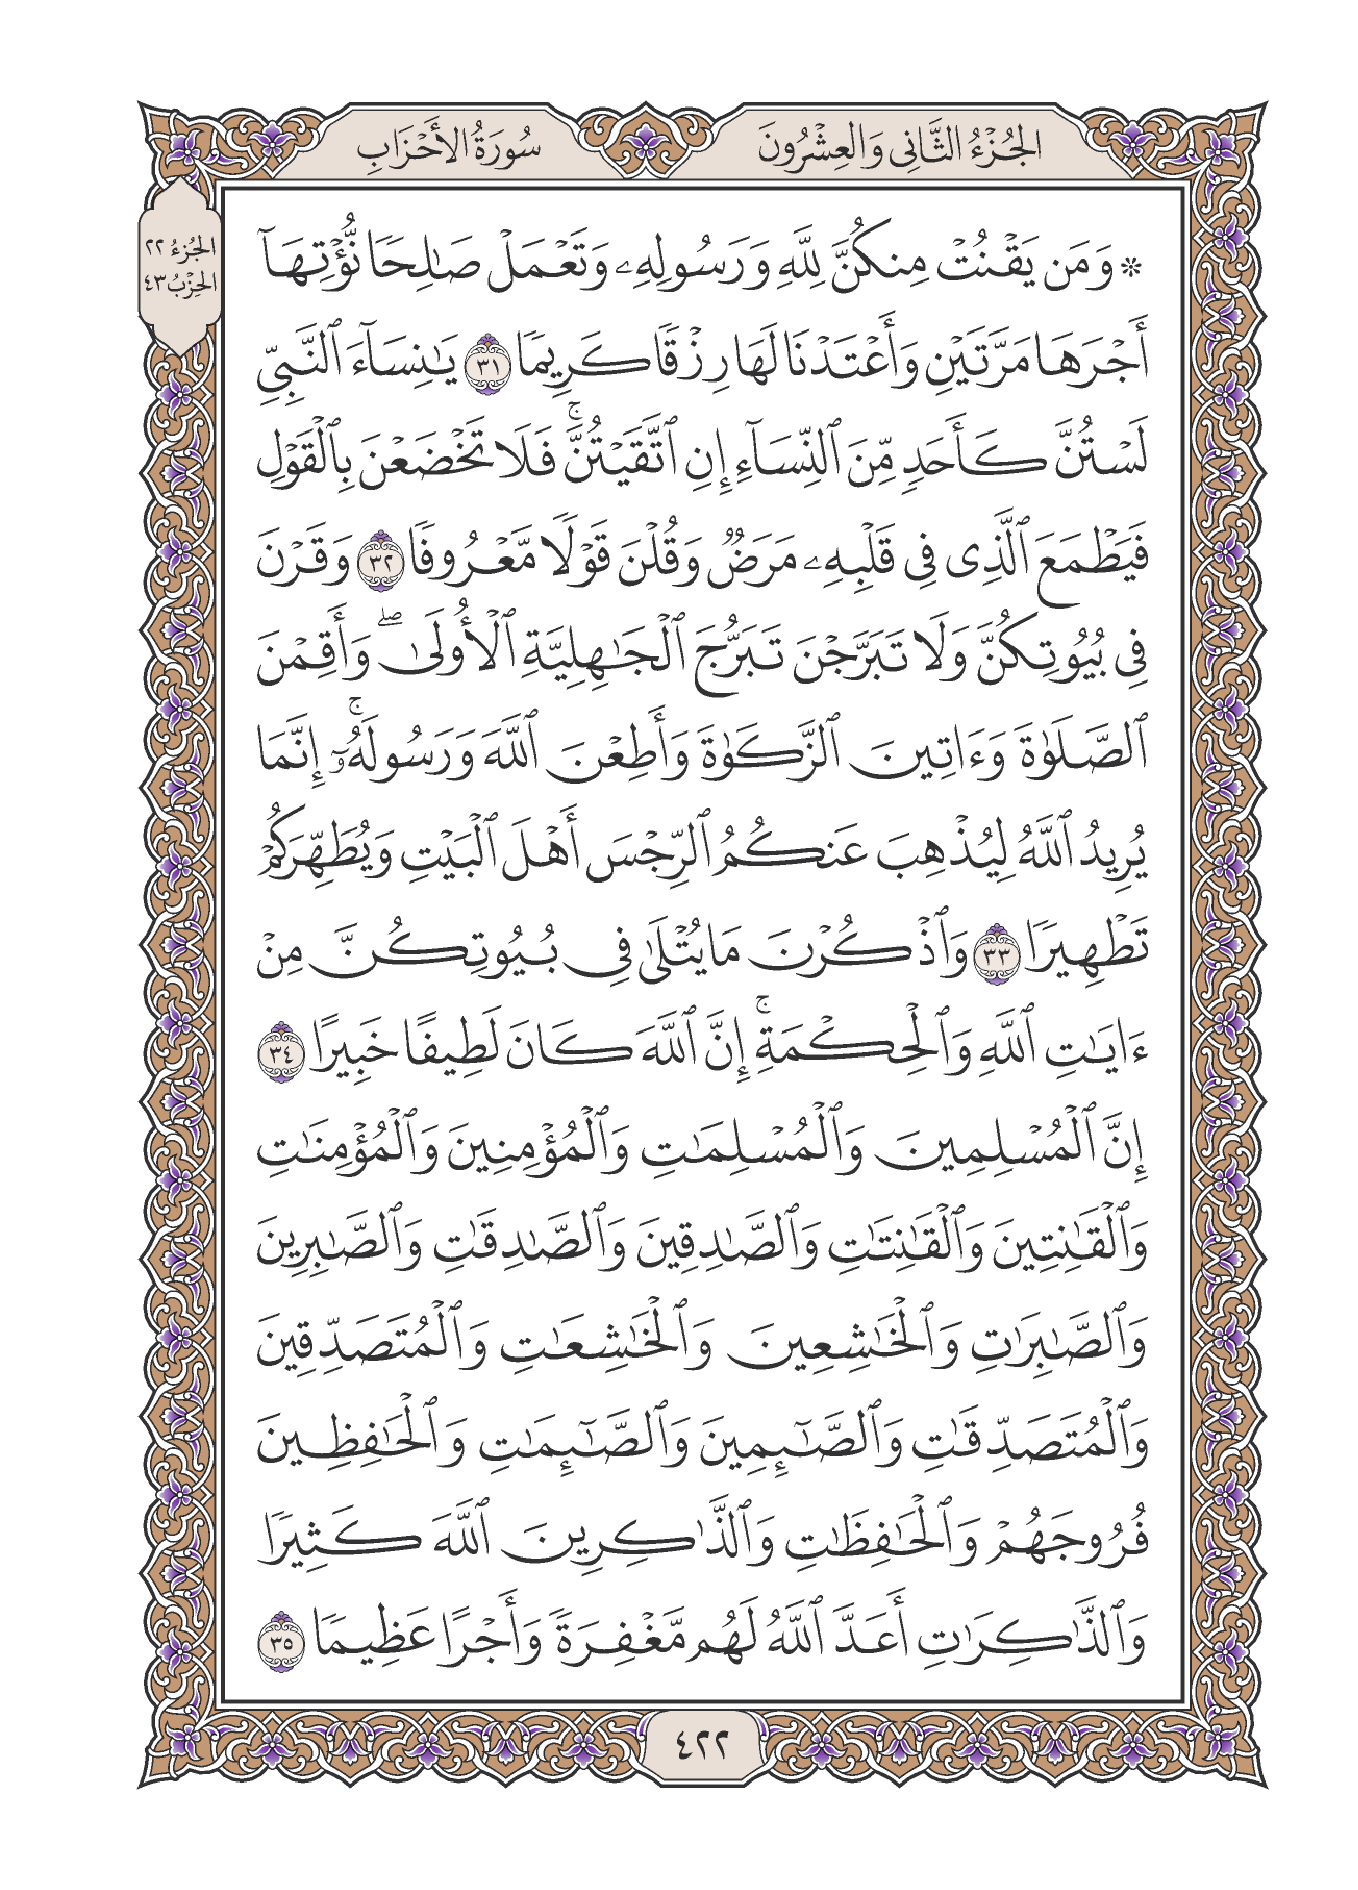 الجُزْءُ الثَّانِي وَالعِشْرُونَ
سُورَةُ الأَحْزَابِ
الجُزءُ ٢٢
الحِزْبُ ٤٣
۞ وَمَن يَقْنُتْ مِنكُنَّ لِلَّهِ وَرَسُولِهِۦ وَتَعْمَلْ صَـٰلِحًا نُّؤْتِهَآ
أَجْرَهَا مَرَّتَيْنِ وَأَعْتَدْنَا لَهَا رِزْقًا كَرِيمًا ٣١ يَـٰنِسَآءَ ٱلنَّبِىِّ
لَسْتُنَّ كَأَحَدٍ مِّنَ ٱلنِّسَآءِ إِنِ ٱتَّقَيْتُنَّۚ فَلَا تَخْضَعْنَ بِٱلْقَوْلِ
فَيَطْمَعَ ٱلَّذِى فِى قَلْبِهِۦ مَرَضٌ وَقُلْنَ قَوْلًا مَّعْرُوفًا ٣٢ وَقَرْنَ
فِى بُيُوتِكُنَّ وَلَا تَبَرَّجْنَ تَبَرُّجَ ٱلْجَـٰهِلِيَّةِ ٱلْأُولَىٰۖ وَأَقِمْنَ
ٱلصَّلَوٰةَ وَءَاتِينَ ٱلزَّكَوٰةَ وَأَطِعْنَ ٱللَّهَ وَرَسُولَهُۥٓۚ إِنَّمَا
يُرِيدُ ٱللَّهُ لِيُذْهِبَ عَنكُمُ ٱلرِّجْسَ أَهْلَ ٱلْبَيْتِ وَيُطَهِّرَكُمْ
تَطْهِيرًا ٣٣ وَٱذْكُرْنَ مَا يُتْلَىٰ فِى بُيُوتِكُنَّ مِنْ
ءَايَـٰتِ ٱللَّهِ وَٱلْحِكْمَةِۚ إِنَّ ٱللَّهَ كَانَ لَطِيفًا خَبِيرًا ٣٤
إِنَّ ٱلْمُسْلِمِينَ وَٱلْمُسْلِمَـٰتِ وَٱلْمُؤْمِنِينَ وَٱلْمُؤْمِنَـٰتِ
وَٱلْقَـٰنِتِينَ وَٱلْقَـٰنِتَـٰتِ وَٱلصَّـٰدِقِينَ وَٱلصَّـٰدِقَـٰتِ وَٱلصَّـٰبِرِينَ
وَٱلصَّـٰبِرَٰتِ وَٱلْخَـٰشِعِينَ وَٱلْخَـٰشِعَـٰتِ وَٱلْمُتَصَدِّقِينَ
وَٱلْمُتَصَدِّقَـٰتِ وَٱلصَّـٰٓئِمِينَ وَٱلصَّـٰٓئِمَـٰتِ وَٱلْحَـٰفِظِينَ
فُرُوجَهُمْ وَٱلْحَـٰفِظَـٰتِ وَٱلذَّٰكِرِينَ ٱللَّهَ كَثِيرًا
وَٱلذَّٰكِرَٰتِ أَعَدَّ ٱللَّهُ لَهُم مَّغْفِرَةً وَأَجْرًا عَظِيمًا ٣٥
٤٢٢